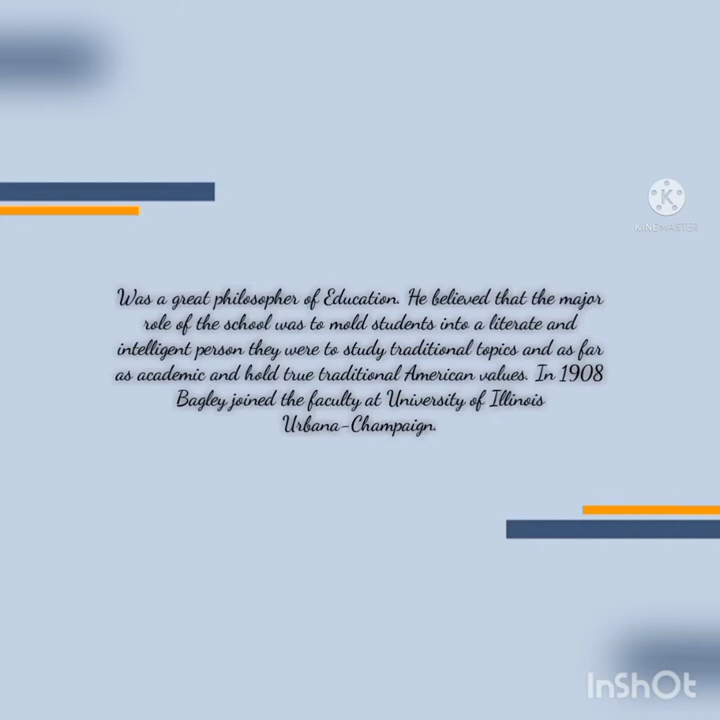 K
KINEMASTER
Was a great philosopher of Education. He believed that the major
role of the school was to mold students into a literate and
intelligent person they were to study traditional topics and as far
as academic and hold true traditional American values. In 1908
Bagley joined the faculty at University of Illinois
Urbana-Champaign.
InShOt